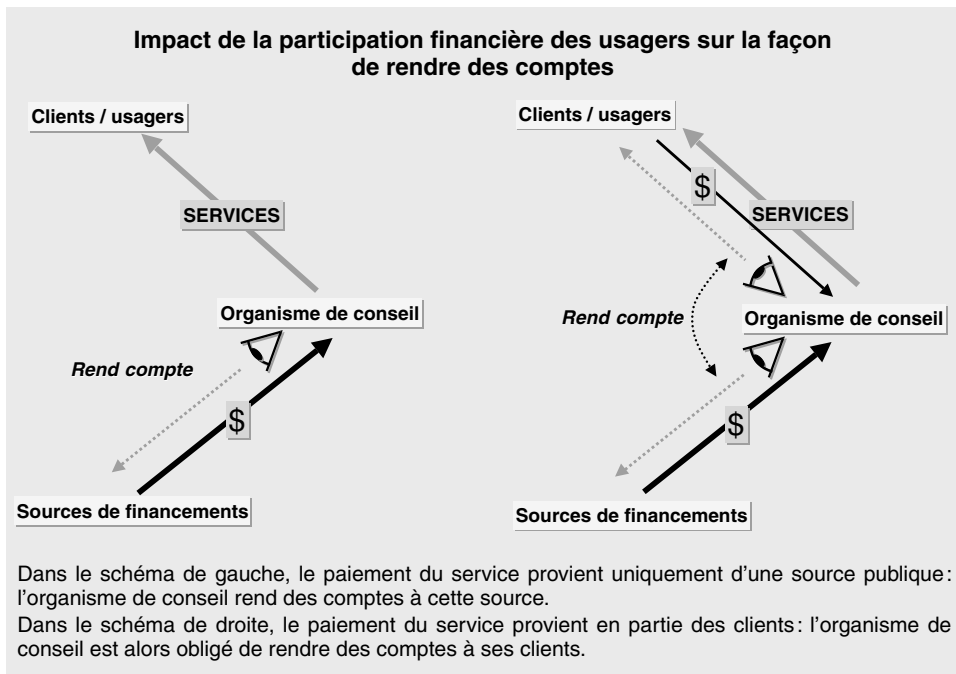 Impact de la participation financière des usagers sur la façon
de rendre des comptes
Clients / usagers
SERVICES
Organisme de conseil
Rend compte
$
Sources de financements
Clients / usagers
$
SERVICES
Rend compte
Organisme de conseil
$
Sources de financements
Dans le schéma de gauche, le paiement du service provient uniquement d'une source publique :
l'organisme de conseil rend des comptes à cette source.
Dans le schéma de droite, le paiement du service provient en partie des clients : l'organisme de
conseil est alors obligé de rendre des comptes à ses clients.